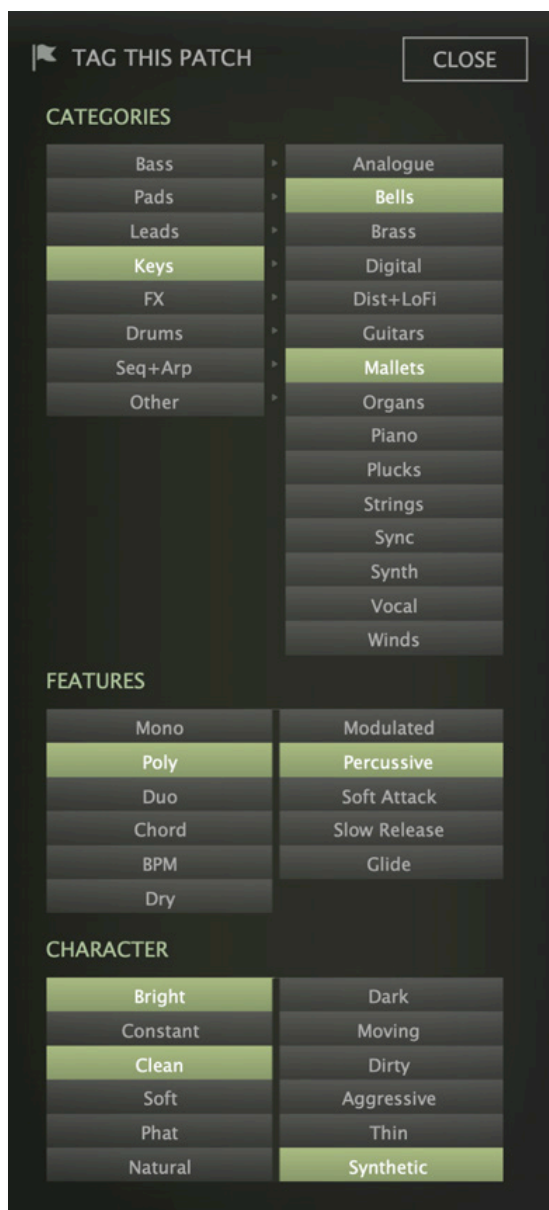 TAG THIS PATCH CLOSE
CATEGORIES
Bass Analogue
Pads Bells
Leads Brass
Keys Digital
FX Dist+LoFi
Drums Guitars
Seq+Arp Mallets
Other Organs
Piano
Plucks
Strings
Sync
Synth
Vocal
Winds
FEATURES
Mono Modulated
Poly Percussive
Duo Soft Attack
Chord Slow Release
BPM Glide
Dry
CHARACTER
Bright Dark
Constant Moving
Clean Dirty
Soft Aggressive
Phat Thin
Natural Synthetic